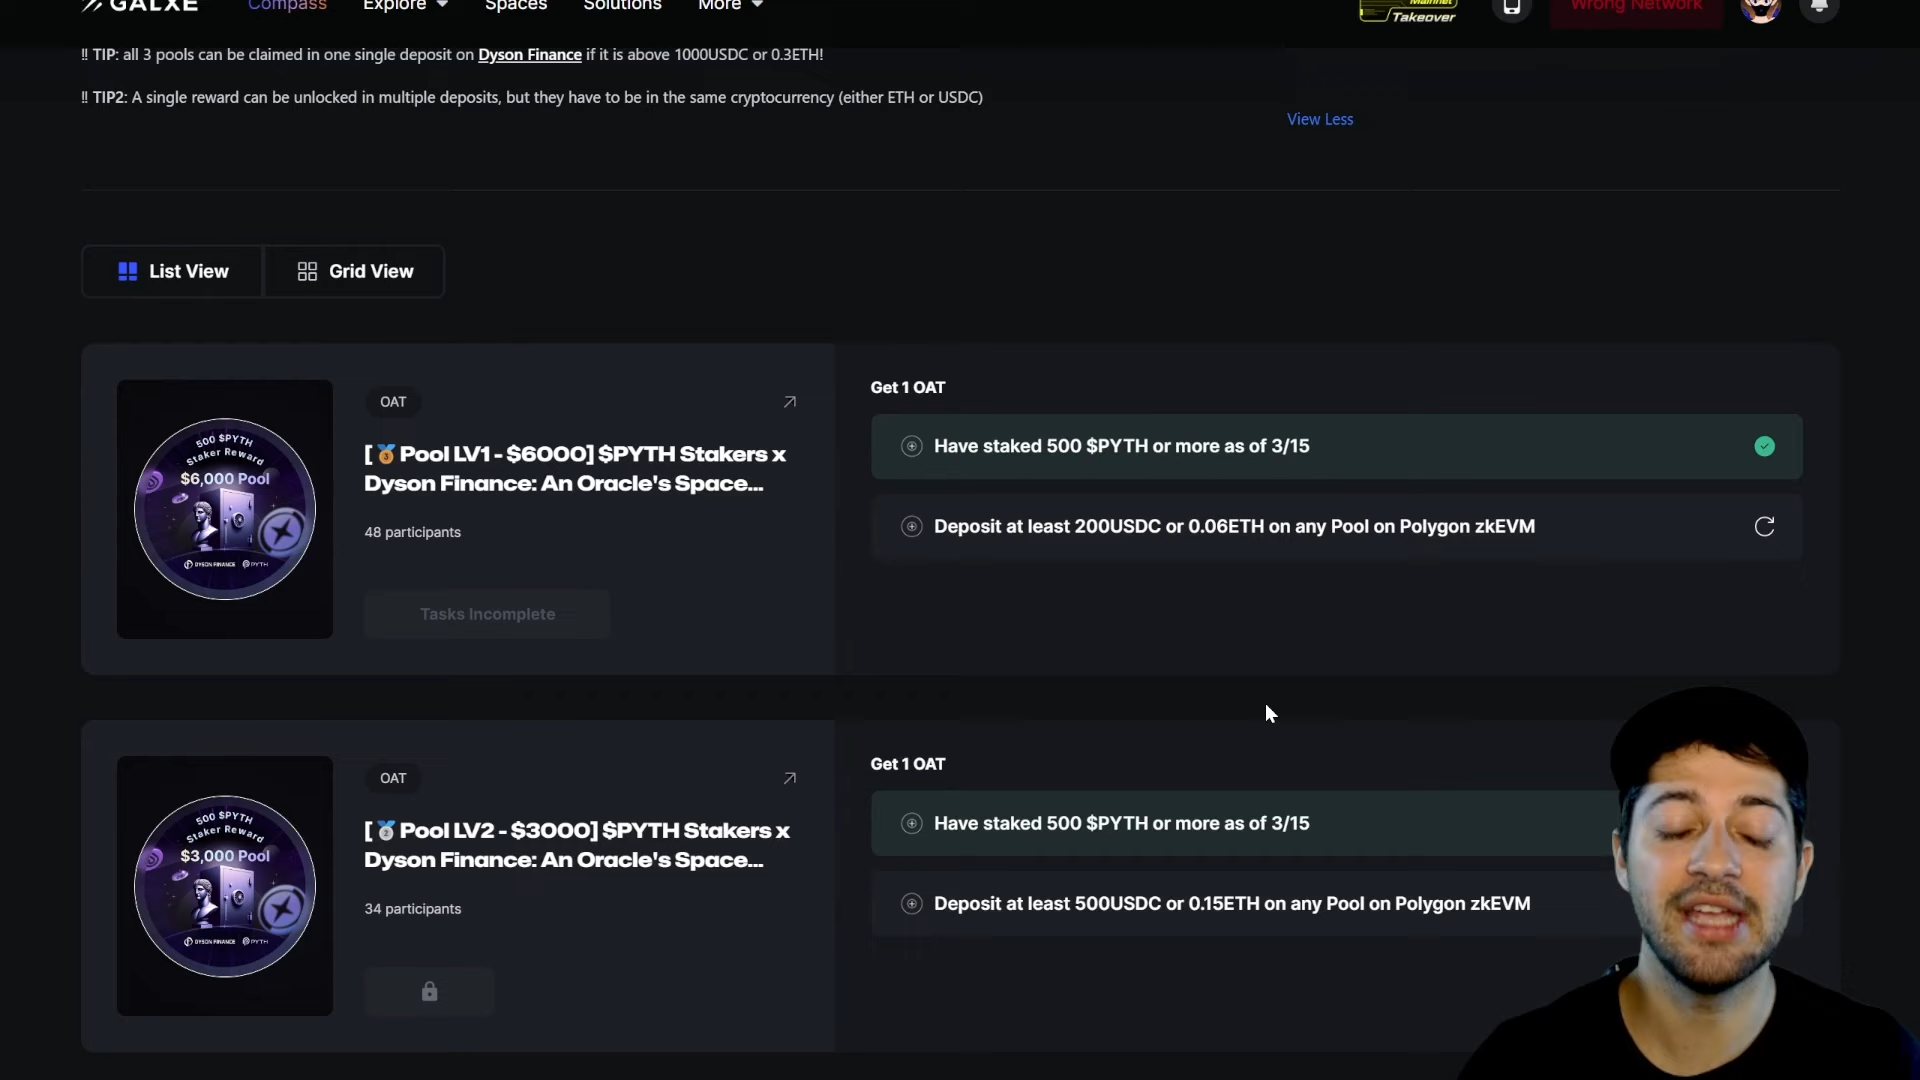 GALXE Compass Explore Spaces Solutions More Mainnet Takeover Wrong Network
!! TIP: all 3 pools can be claimed in one single deposit on Dyson Finance if it is above 1000USDC or 0.3ETH!
!! TIP2: A single reward can be unlocked in multiple deposits, but they have to be in the same cryptocurrency (either ETH or USDC)
View Less
List View Grid View
500 $PYTH
Staker Reward
$6,000 Pool
DYSON FINANCE PYTH
OAT
[🥉Pool LV1 - $6000] $PYTH Stakers x
Dyson Finance: An Oracle's Space...
48 participants
Tasks Incomplete
Get 1 OAT
Have staked 500 $PYTH or more as of 3/15
Deposit at least 200USDC or 0.06ETH on any Pool on Polygon zkEVM
500 $PYTH
Staker Reward
$3,000 Pool
DYSON FINANCE PYTH
OAT
[🥈Pool LV2 - $3000] $PYTH Stakers x
Dyson Finance: An Oracle's Space...
34 participants
Get 1 OAT
Have staked 500 $PYTH or more as of 3/15
Deposit at least 500USDC or 0.15ETH on any Pool on Polygon zkEVM